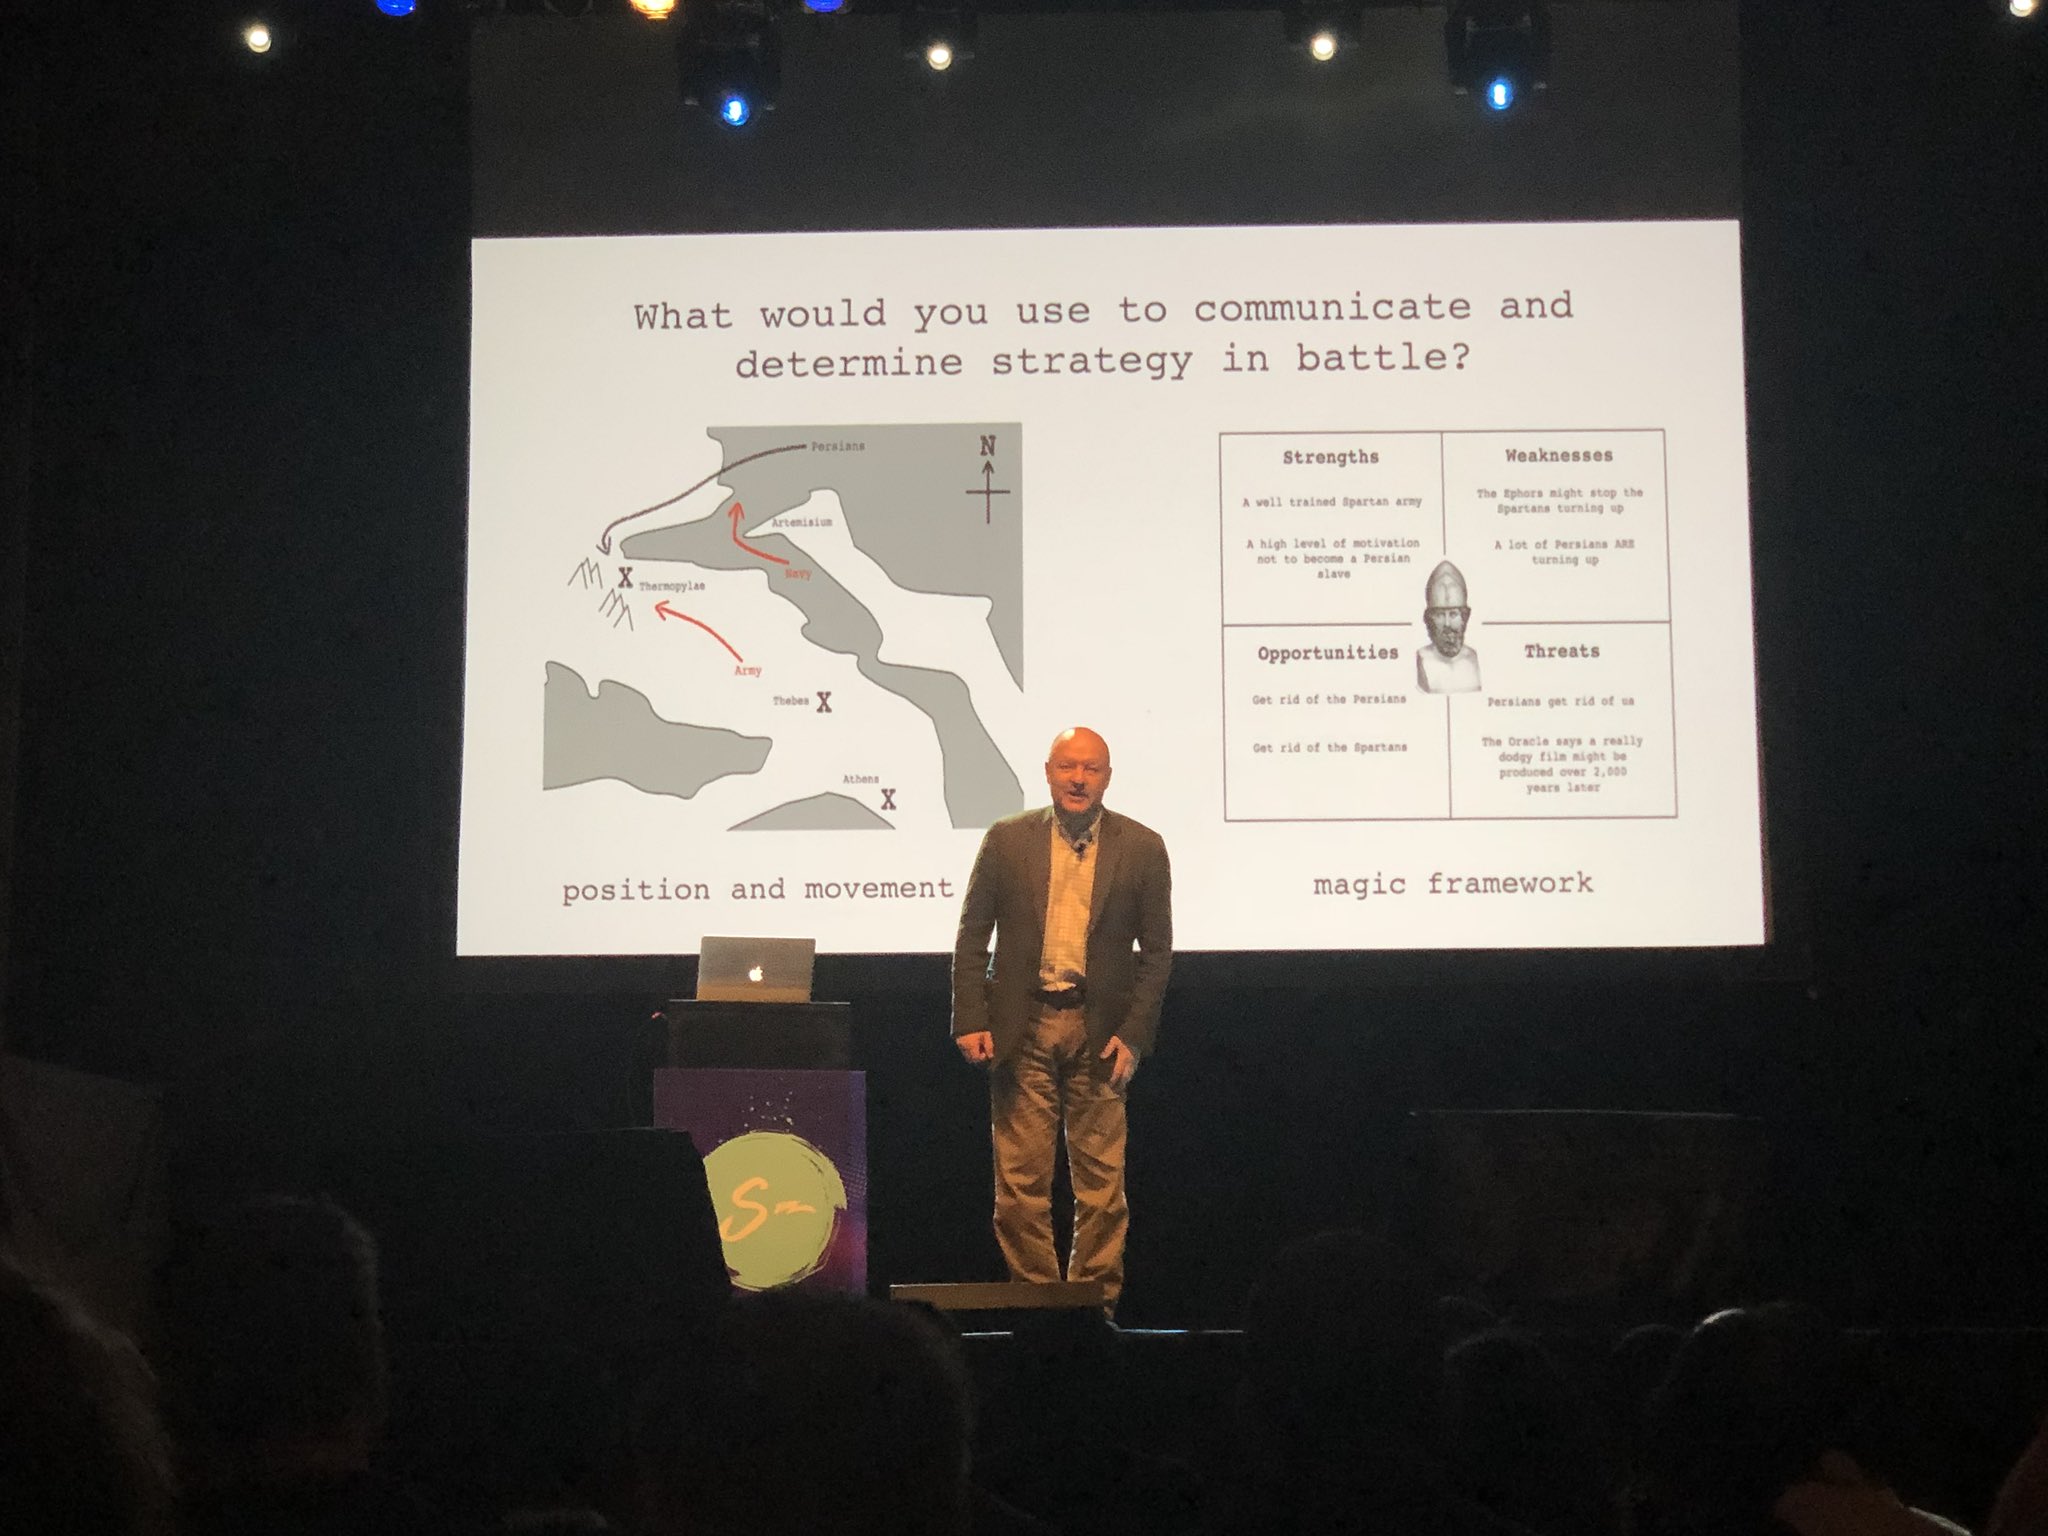 What would you use to communicate and
determine strategy in battle?
Persians
N
Artemisium
Navy
X Thermopylae
Army
Thebes X
Athens
X
position and movement
Strengths
A well trained Spartan army
A high level of motivation
not to become a Persian
slave
Weaknesses
The Ephors might stop the
Spartans turning up
A lot of Persians ARE
turning up
Opportunities
Get rid of the Persians
Get rid of the Spartans
Threats
Persians get rid of us
The Oracle says a really
dodgy film might be
produced over 2,000
years later
magic framework